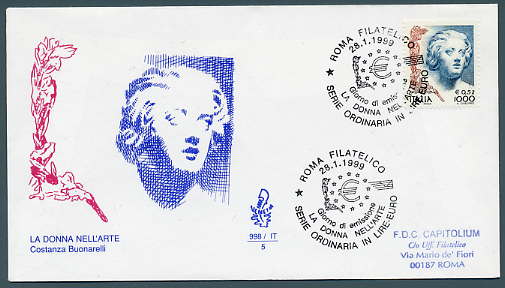 ROMA FILATELICO
28.1.1999
Giorno di emissione
LA DONNA NELL'ARTE
SERIE ORDINARIA IN LIRE-EURO
€ 0,52
ITALIA 1000
ROMA FILATELICO
28.1.1999
Giorno di emissione
LA DONNA NELL'ARTE
SERIE ORDINARIA IN LIRE-EURO
VENETIA
998 / IT
5
LA DONNA NELL'ARTE
Costanza Buonarelli
F.D.C. CAPITOLIUM
C/o Uff. Filatelico
Via Mario de' Fiori
00187 ROMA